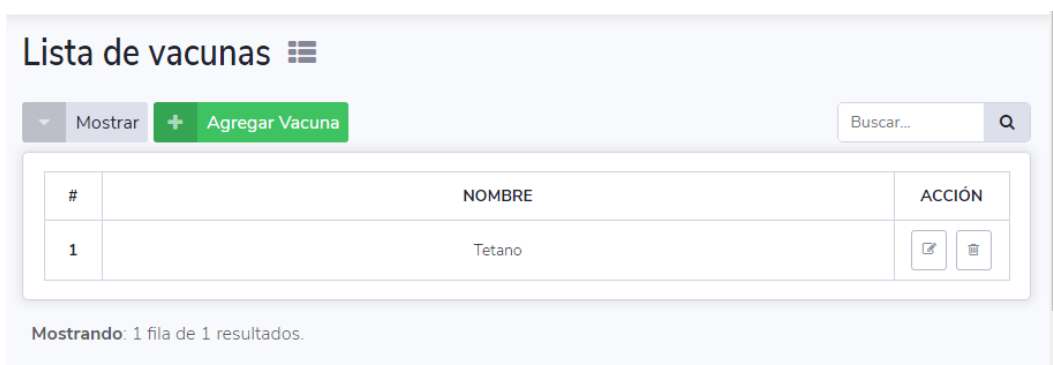 Lista de vacunas
Mostrar + Agregar Vacuna Buscar...
# NOMBRE ACCIÓN
1 Tetano
Mostrando: 1 fila de 1 resultados.